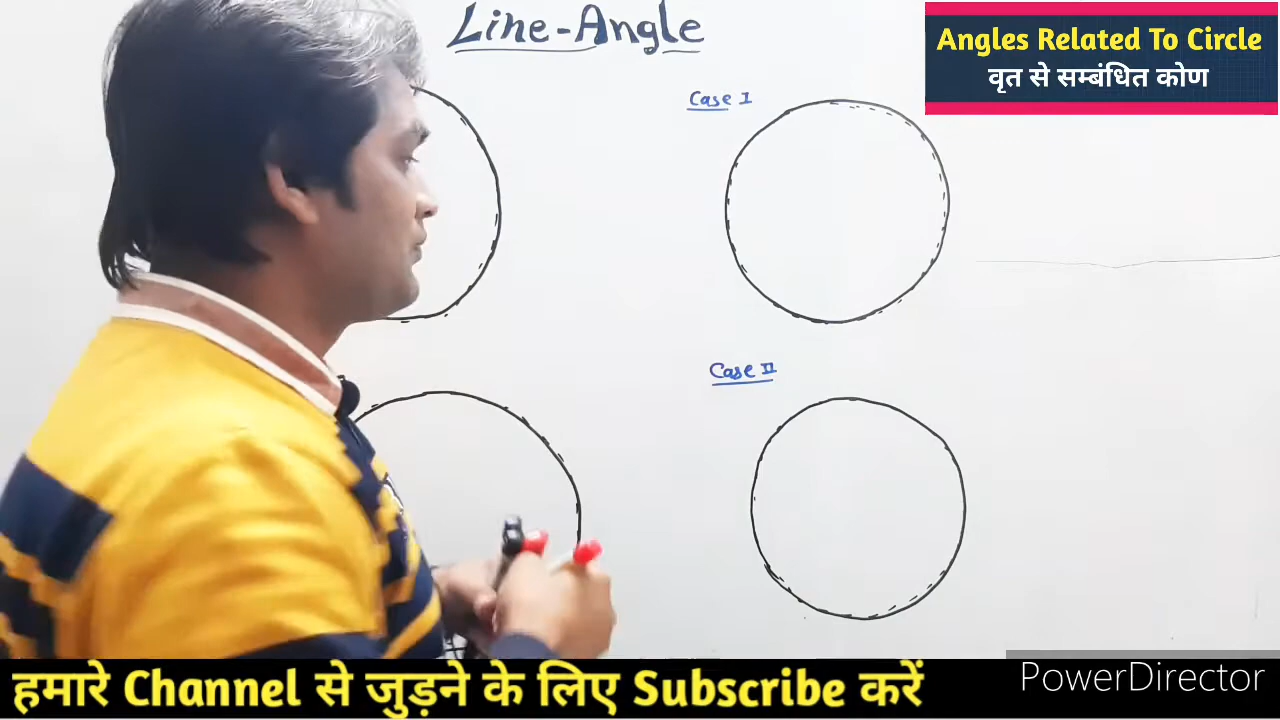 Line-Angle
Angles Related To Circle
वृत से सम्बंधित कोण
Case I
Case II
हमारे Channel से जुड़ने के लिए Subscribe करें
PowerDirector